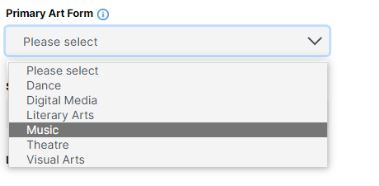 Primary Art Form
Please select
Please select
Dance
Digital Media
Literary Arts
Music
Theatre
Visual Arts